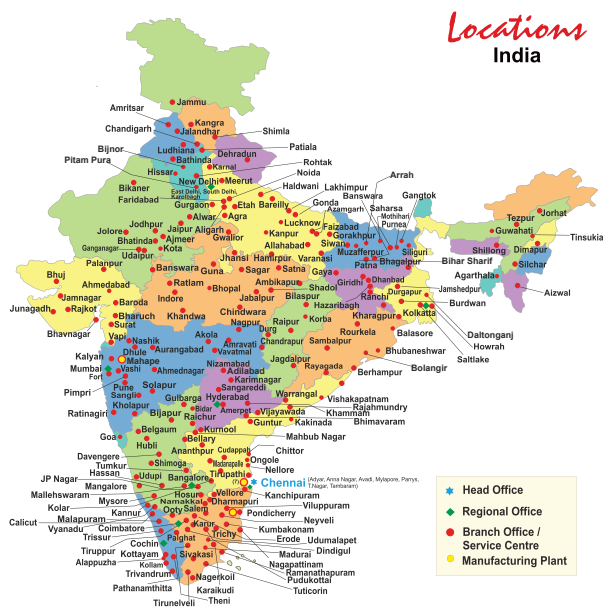 Locations
India
Jammu
Amritsar
Kangra
Chandigarh
Jalandhar
Shimla
Bijnor
Ludhiana
Patiala
Pitam Pura
Bathinda
Dehradun
Rohtak
Hissar
Karnal
Noida
New Delhi
Meerut
Arrah
Bikaner
East Delhi, South Delhi,
Karolbagh
Haldwani
Lakhimpur
Gangtok
Faridabad
Gurgaon
Etah
Bareilly
Gonda
Banswara
Azamgarh
Saharsa
Jorhat
Alwar
Agra
Lucknow
Faizabad
Gorakhpur
Motihari
Purnea
Tezpur
Jodhpur
Jaipur
Aligarh
Kanpur
Siwan
Guwahati
Jolore
Bhatinda
Ajmeer
Gwalior
Allahabad
Muzaffarpur
Siliguri
Shillong
Dimapur
Tinsukia
Ganganagar
Kota
Udaipur
Jhansi
Hamirpur
Varanasi
Patna
Bhagalpur
Bihar Sharif
Silchar
Palanpur
Banswara
Guna
Sagar
Satna
Gaya
Giridhi
Dhanbad
Agarthala
Bhuj
Ahmedabad
Ratlam
Bhopal
Ambikapur
Shadol
Ranchi
Durgapur
Jamshedpur
Aizwal
Jamnagar
Indore
Jabalpur
Bilaspur
Hazaribagh
Burdwan
Junagadh
Rajkot
Baroda
Khandwa
Chindwara
Kharagpur
Kolkatta
Bharuch
Nagpur
Raipur
Korba
Bhavnagar
Surat
Durg
Rourkela
Balasore
Daltonganj
Vapi
Nashik
Akola
Amravati
Chandrapur
Sambalpur
Howrah
Kalyan
Dhule
Aurangabad
Vavatmal
Bhubaneshwar
Saltlake
Mahape
Nizamabad
Jagdalpur
Mumbai
Vashi
Ahmednagar
Adilabad
Rayagada
Bolangir
Fort
Karimnagar
Berhampur
Pune
Solapur
Sangareddi
Pimpri
Sangli
Gulbarga
Hyderabad
Warrangal
Vishakapatnam
Kholapur
Bidar
Rajahmundry
Ratinagiri
Bijapur
Raichur
Amerpet
Vijayawada
Khammam
Bhimavaram
Belgaum
Kurnool
Guntur
Kakinada
Goa
Bellary
Mahbub Nagar
Hubli
Ananthpur
Cudappah
Chittor
Davengere
Madanapalle
Ongole
Tumkur
Shimoga
Nellore
Hassan
Tirupathi
JP Nagar
Udupi
Bangalore
(7)
Chennai (Adyar, Anna Nagar, Avadi, Mylapore, Parrys,
T.Nagar, Tambaram)
Mangalore
Vellore
Kanchipuram
Mallehswaram
Hosur
Dharmapuri
Viluppuram
Mysore
Namakkal
Kolar
Kannur
Ooty
Salem
Pondicherry
Malapuram
Neyveli
Calicut
Vyanadu
Coimbatore
Karur
Kumbakonam
Trissur
Palghat
Trichy
Erode
Udumalapet
Cochin
Tiruppur
Dindigul
Kottayam
Sivakasi
Madurai
Alappuzha
Kollam
Nagapattinam
Trivandrum
Nagerkoil
Ramanathapuram
Pudukottai
Pathanamthitta
Karaikudi
Tuticorin
Theni
Tirunelveli
Head Office
Regional Office
Branch Office /
Service Centre
Manufacturing Plant